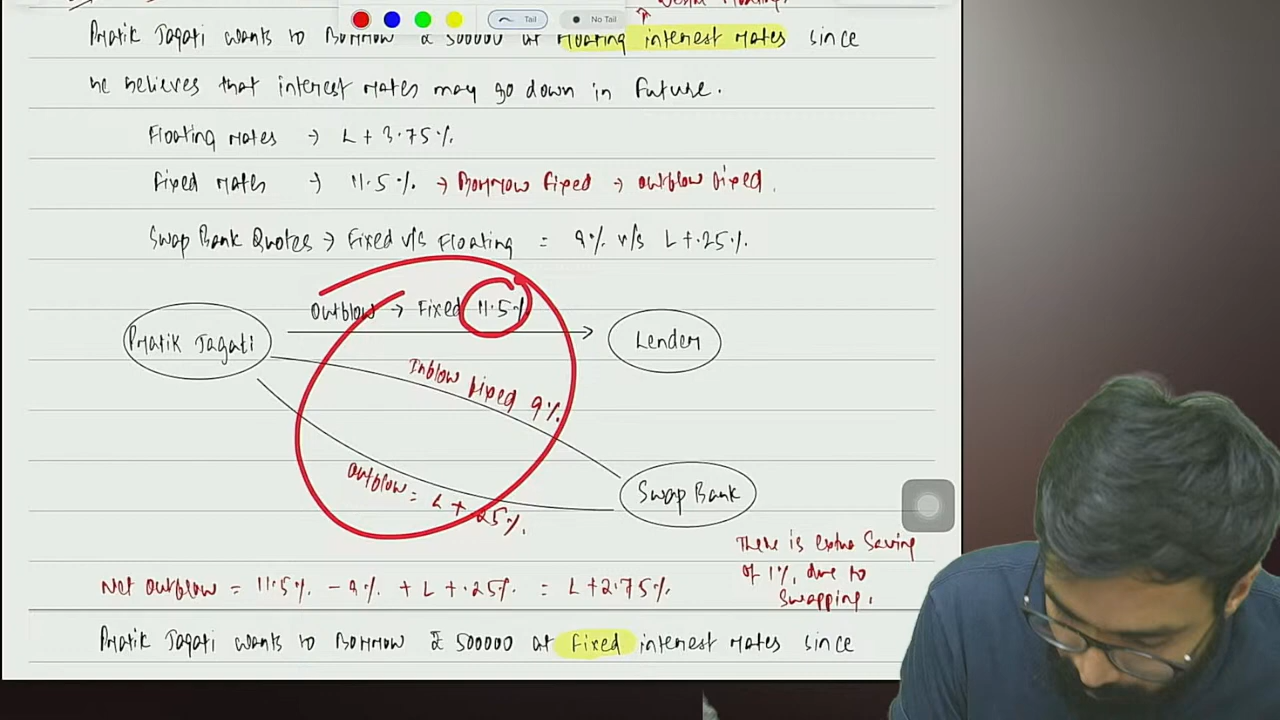 Tail
No Tail
Pratik Jagati wants to Borrow ₹ 500000 at Floating interest rates since
he believes that interest rates may go down in future.
Floating rates → L + 3.75%
Fixed rates → 11.5% → Borrow fixed → outflow fixed.
Swap Bank Quotes → Fixed v/s Floating = 9% v/s L+.25%
Outflow → Fixed 11.5%
Pratik Jagati
Lender
Inflow fixed 9%
Outflow = L + .25%
Swap Bank
There is extra saving
of 1%, due to
swapping.
Net outflow = 11.5% - 9% + L + .25% = L+2.75%
Pratik Jagati wants to Borrow ₹ 500000 at fixed interest rates since